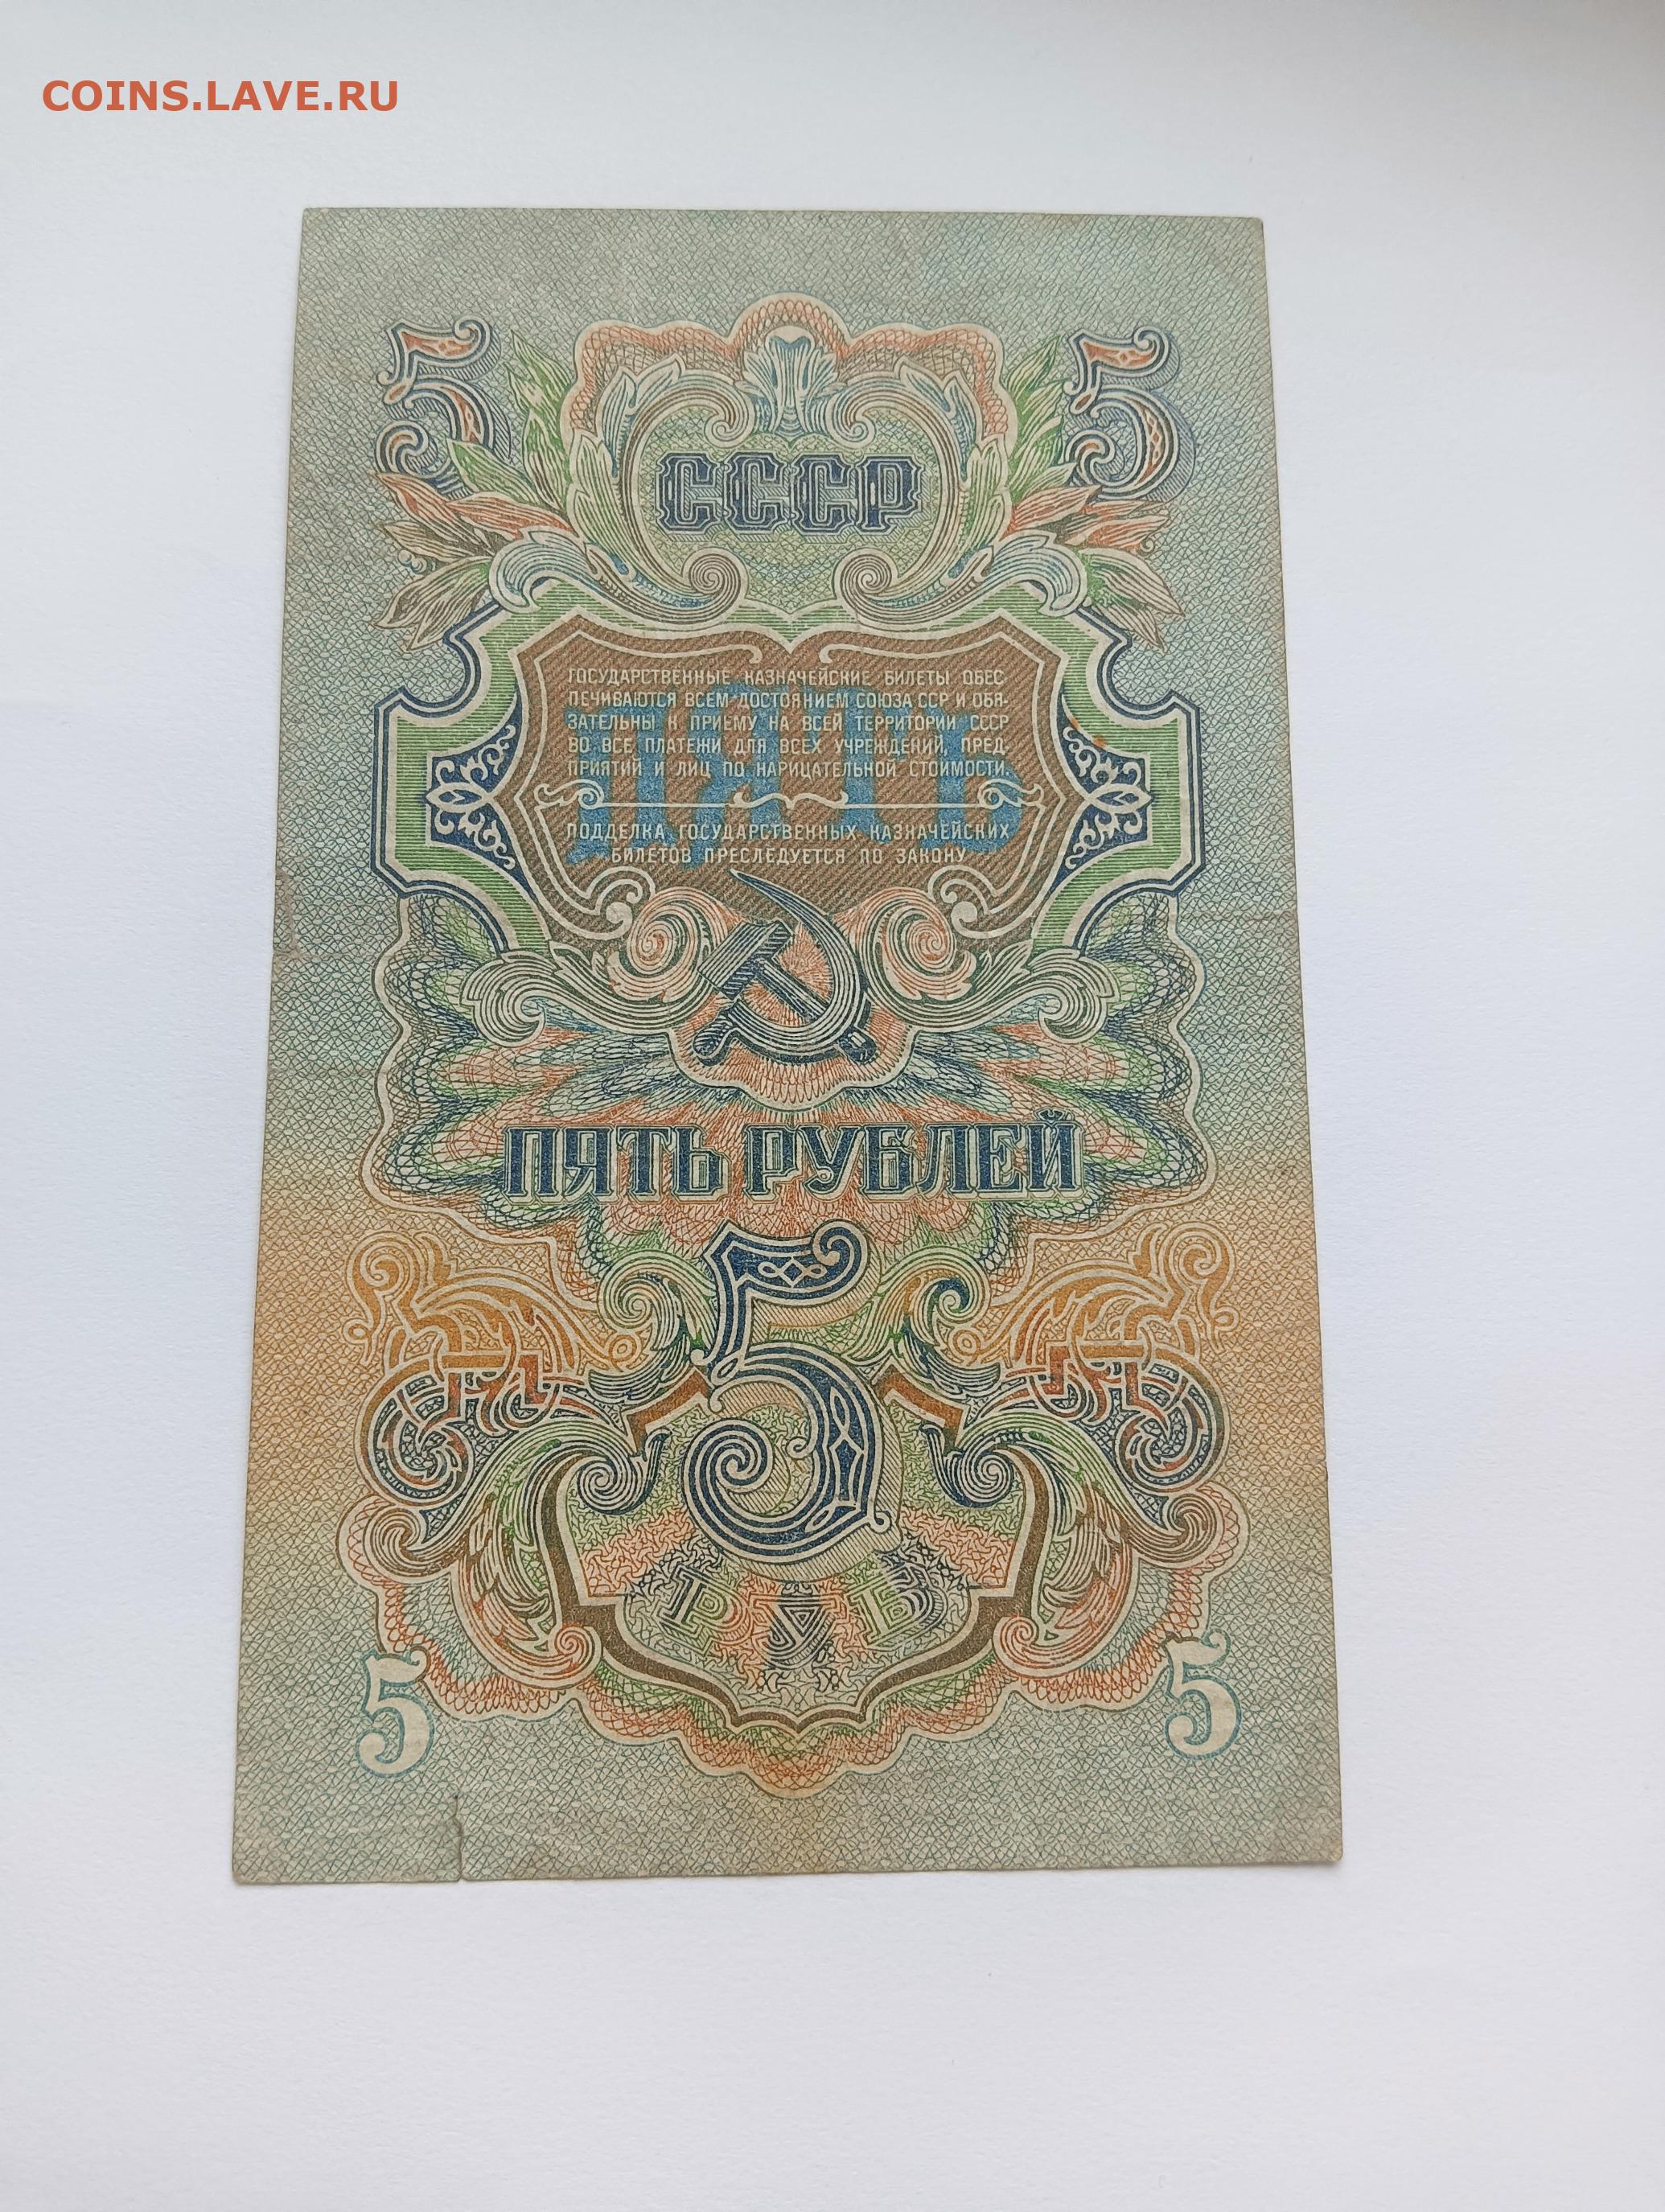 COINS.LAVE.RU
5 5
СССР
ГОСУДАРСТВЕННЫЕ КАЗНАЧЕЙСКИЕ БИЛЕТЫ ОБЕС
ПЕЧИВАЮТСЯ ВСЕМ ДОСТОЯНИЕМ СОЮЗА ССР И ОБЯ-
ЗАТЕЛЬНЫ К ПРИЕМУ НА ВСЕЙ ТЕРРИТОРИИ СССР
ВО ВСЕ ПЛАТЕЖИ ДЛЯ ВСЕХ УЧРЕЖДЕНИЙ, ПРЕД-
ПРИЯТИЙ И ЛИЦ ПО НАРИЦАТЕЛЬНОЙ СТОИМОСТИ.
ПЯТЬ
ПОДДЕЛКА ГОСУДАРСТВЕННЫХ КАЗНАЧЕЙСКИХ
БИЛЕТОВ ПРЕСЛЕДУЕТСЯ ПО ЗАКОНУ
ПЯТЬ РУБЛЕЙ
5
РУБ
5 5